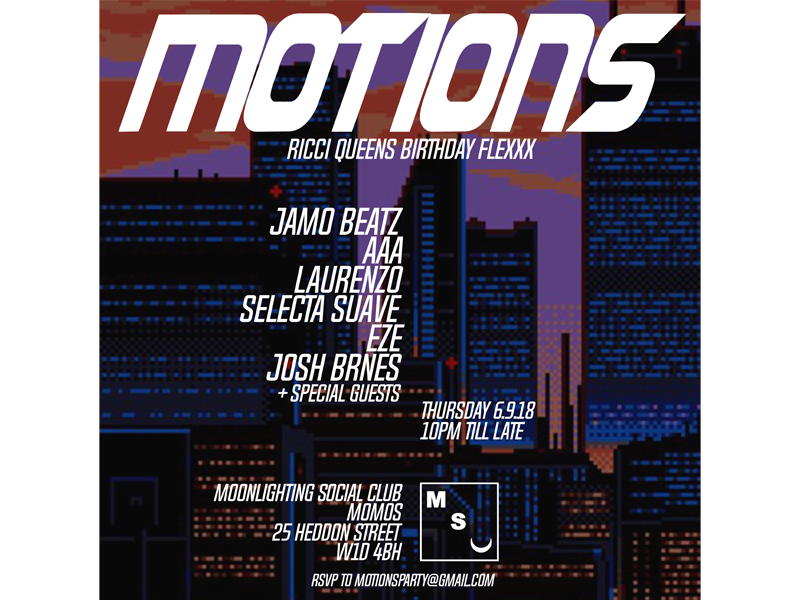 MOTIONS
RICCI QUEENS BIRTHDAY FLEXXX
JAMO BEATZ
AAA
LAURENZO
SELECTA SUAVE
EZE
JOSH BRNES
+ SPECIAL GUESTS
THURSDAY 6.9.18
10PM TILL LATE
MOONLIGHTING SOCIAL CLUB
MOMOS
25 HEDDON STREET
W1D 4BH
M
S
RSVP TO MOTIONSPARTY@GMAIL.COM